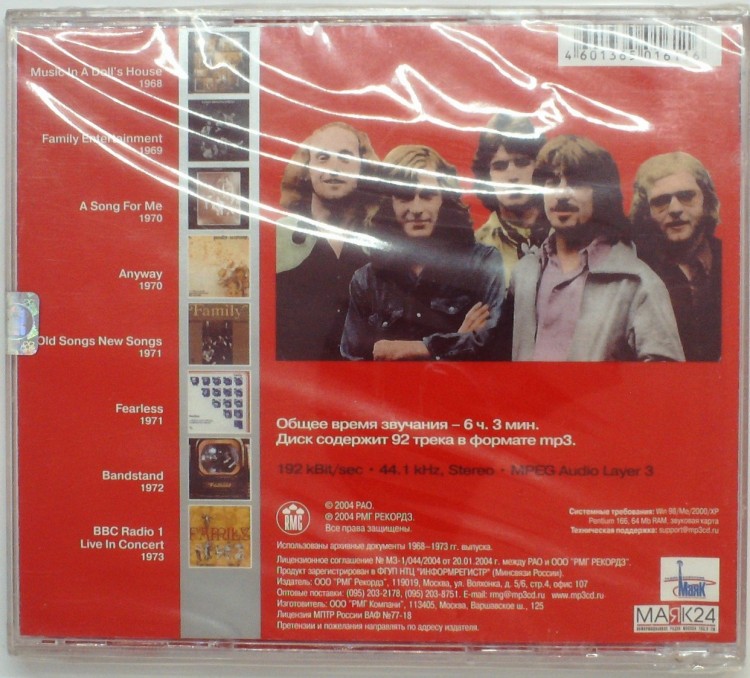 Music In A Doll's House
1968
Family Entertainment
1969
A Song For Me
1970
Anyway
1970
Old Songs New Songs
1971
Fearless
1971
Bandstand
1972
BBC Radio 1
Live In Concert
1973
Family
Общее время звучания – 6 ч. 3 мин.
Диск содержит 92 трека в формате mp3.
192 kBit/sec · 44.1 kHz, Stereo · MPEG Audio Layer 3
RMG
© 2004 РАО.
℗ 2004 РМГ РЕКОРДЗ.
Все права защищены.
Системные требования: Win 98/Me/2000/XP
Pentium 166, 64 Mb RAM, звуковая карта
Техническая поддержка: support@mp3cd.ru
Использованы архивные документы 1968–1973 гг. выпуска.
Лицензионное соглашение № МЗ-1/044/2004 от 20.01.2004 г. между РАО и ООО "РМГ РЕКОРДЗ".
Продукт зарегистрирован в ФГУП НТЦ "ИНФОРМРЕГИСТР" (Минсвязи России).
Издатель: ООО "РМГ Рекордз", 119019, Москва, ул. Волхонка, д. 5/6, стр.4, офис 107
Оптовые поставки: (095) 203-2178, (095) 203-8751. E-mail: rmg@mp3cd.ru www.mp3cd.ru
Изготовитель: ООО "РМГ Компани", 113405, Москва, Варшавское ш., 125
Лицензия МПТР России ВАФ №77-18
Претензии и пожелания направлять по адресу издателя.
Маяк
МАЯК24